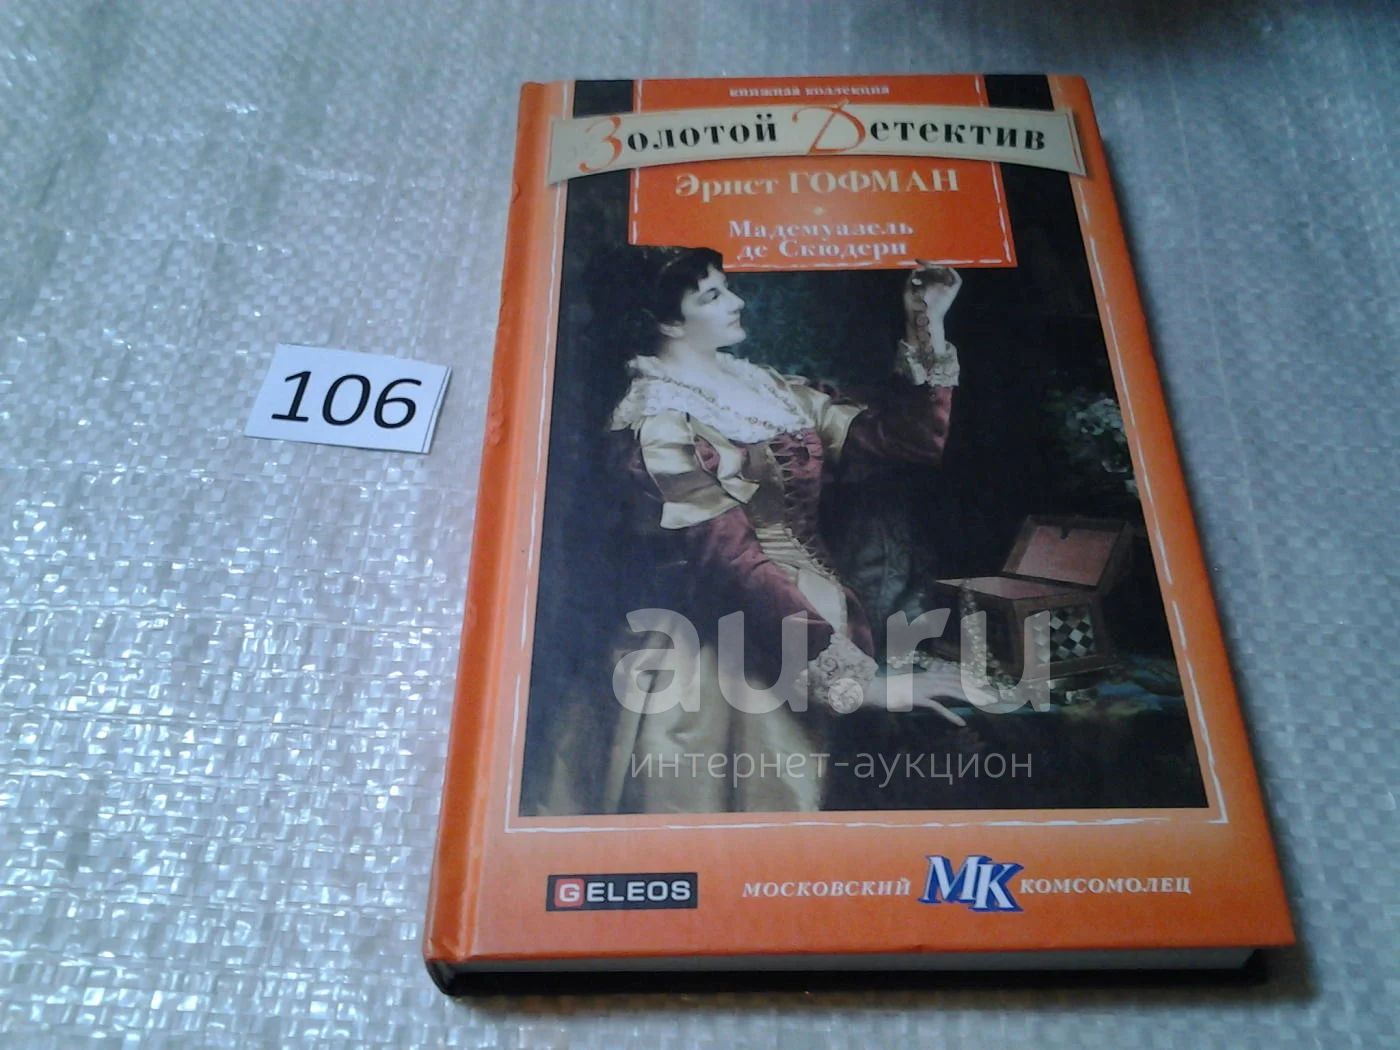 книжная коллекция
Золотой Детектив
Эрнст ГОФМАН
Мадемуазель
де Скюдери
106
au.ru
интернет-аукцион
GELEOS
МОСКОВСКИЙ МК КОМСОМОЛЕЦ